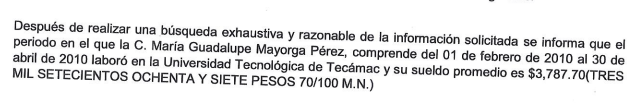 Después de realizar una búsqueda exhaustiva y razonable de la información solicitada se informa que el
periodo en el que la C. María Guadalupe Mayorga Pérez, comprende del 01 de febrero de 2010 al 30 de
abril de 2010 laboró en la Universidad Tecnológica de Tecámac y su sueldo promedio es $3,787.70(TRES
MIL SETECIENTOS OCHENTA Y SIETE PESOS 70/100 M.N.)